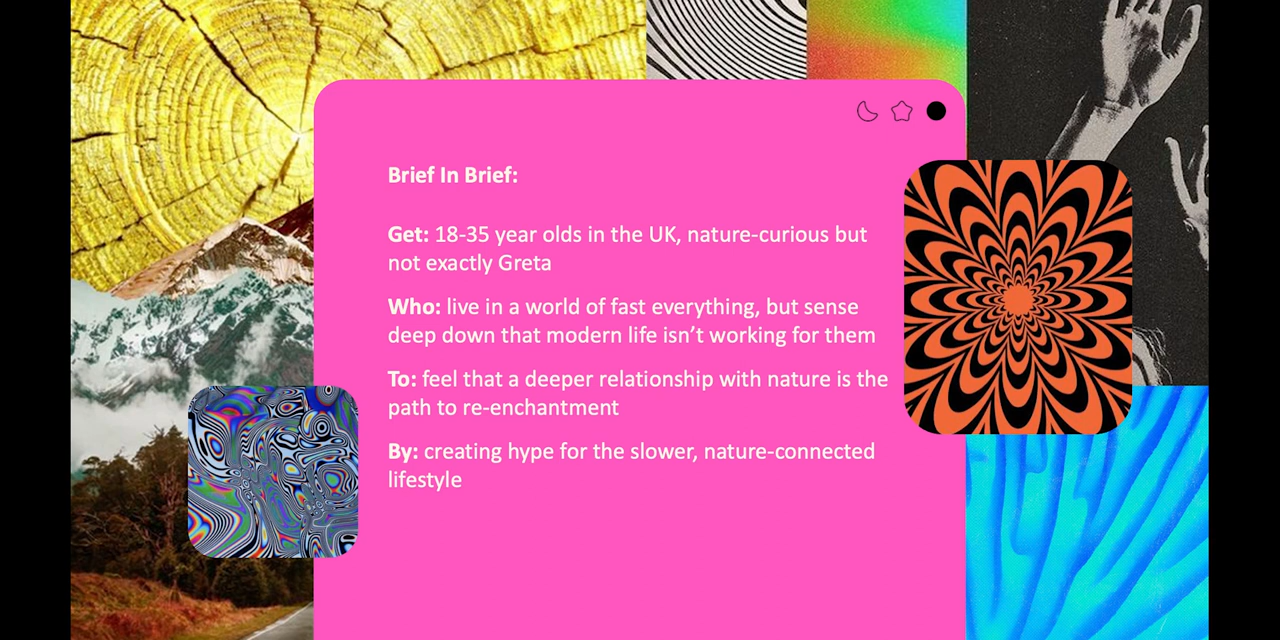 Brief In Brief:
Get: 18-35 year olds in the UK, nature-curious but
not exactly Greta
Who: live in a world of fast everything, but sense
deep down that modern life isn’t working for them
To: feel that a deeper relationship with nature is the
path to re-enchantment
By: creating hype for the slower, nature-connected
lifestyle